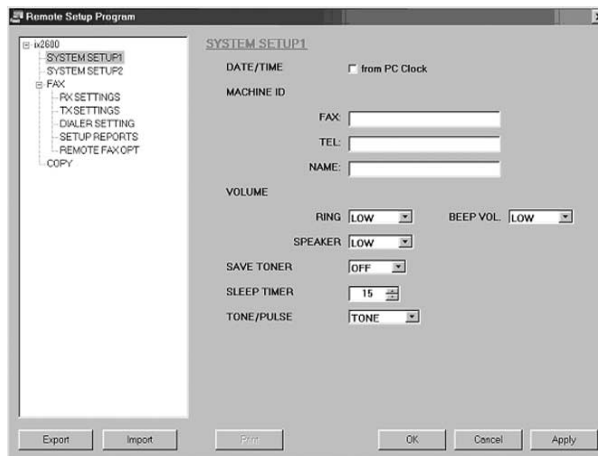 Remote Setup Program
ix2600
SYSTEM SETUP1
SYSTEM SETUP2
FAX
RX SETTINGS
TX SETTINGS
DIALER SETTING
SETUP REPORTS
REMOTE FAX OPT
COPY
SYSTEM SETUP1
DATE/TIME from PC Clock
MACHINE ID
FAX:
TEL:
NAME:
VOLUME
RING LOW BEEP VOL. LOW
SPEAKER LOW
SAVE TONER OFF
SLEEP TIMER 15
TONE/PULSE TONE
Export Import Print OK Cancel Apply